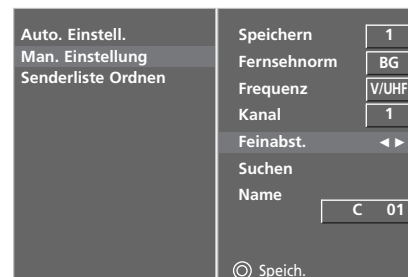 Auto. Einstell.
Man. Einstellung
Senderliste Ordnen
Speichern 1
Fernsehnorm BG
Frequenz V/UHF
Kanal 1
Feinabst. ◄ ►
Suchen
Name
C 01
Speich.